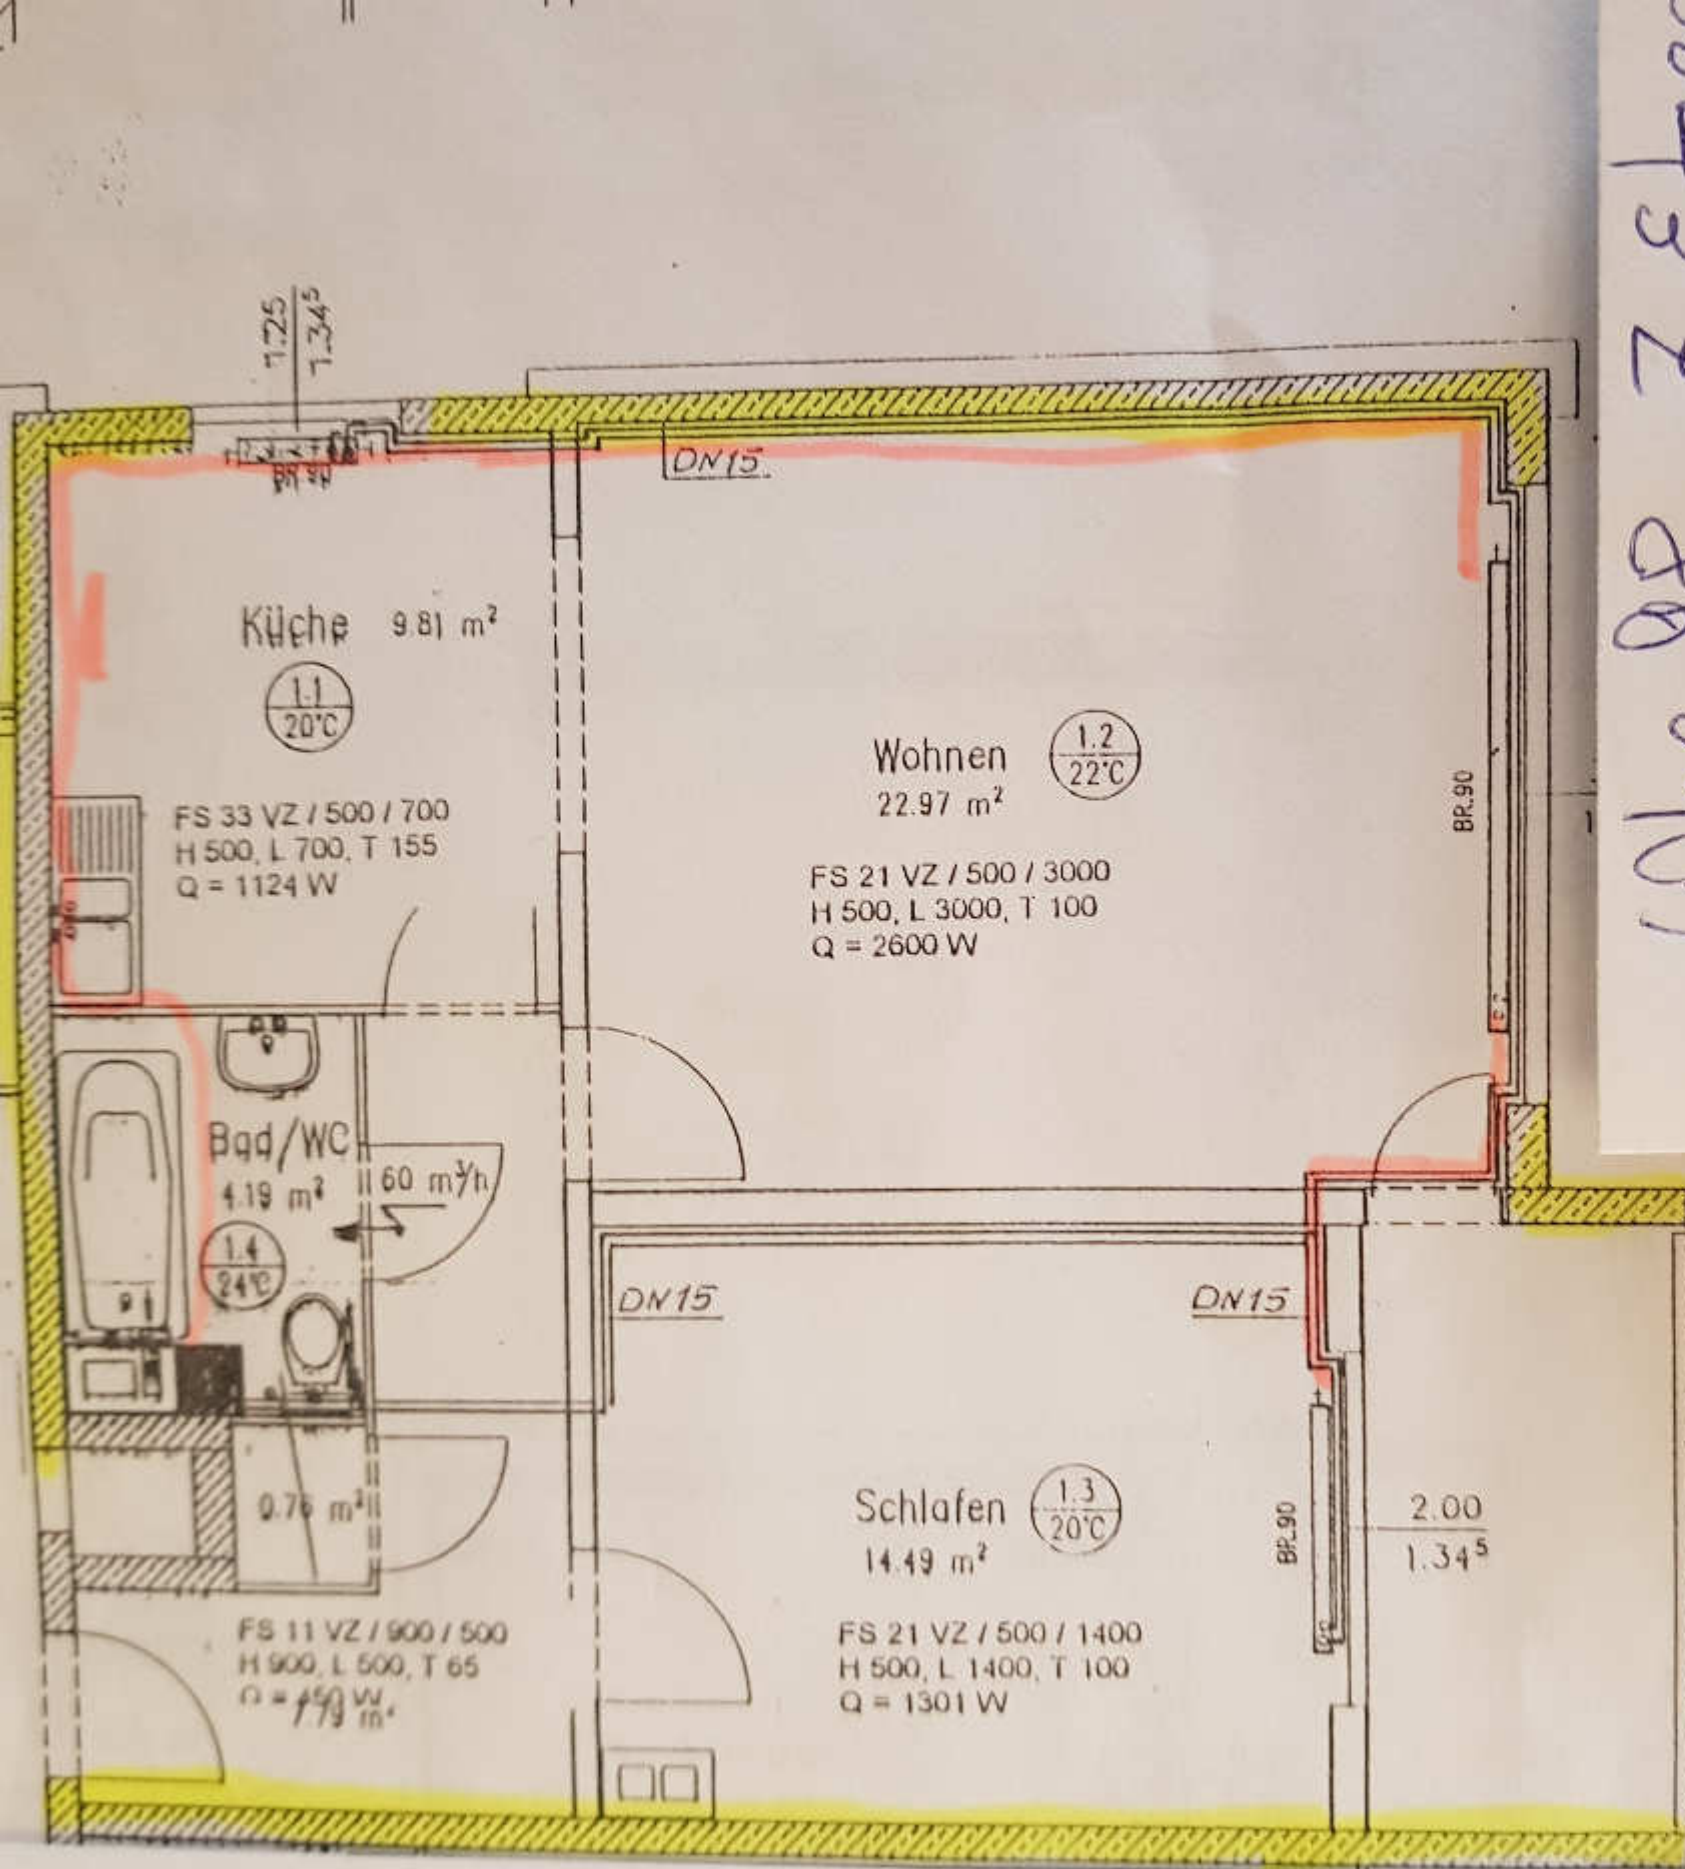 1.25
1.34⁵
DN15
Küche 9.81 m²
1.1
20°C
FS 33 VZ / 500 / 700
H 500, L 700, T 155
Q = 1124 W
Wohnen
22.97 m²
1.2
22°C
BR.90
FS 21 VZ / 500 / 3000
H 500, L 3000, T 100
Q = 2600 W
Bad/WC
4.19 m²
60 m³/h
1.4
24°C
DN15
DN15
0.76 m²
Schlafen
14.49 m²
1.3
20°C
BR.90
2.00
1.34⁵
FS 11 VZ / 900 / 500
H 900, L 500, T 65
Q = 450 W
FS 21 VZ / 500 / 1400
H 500, L 1400, T 100
Q = 1301 W